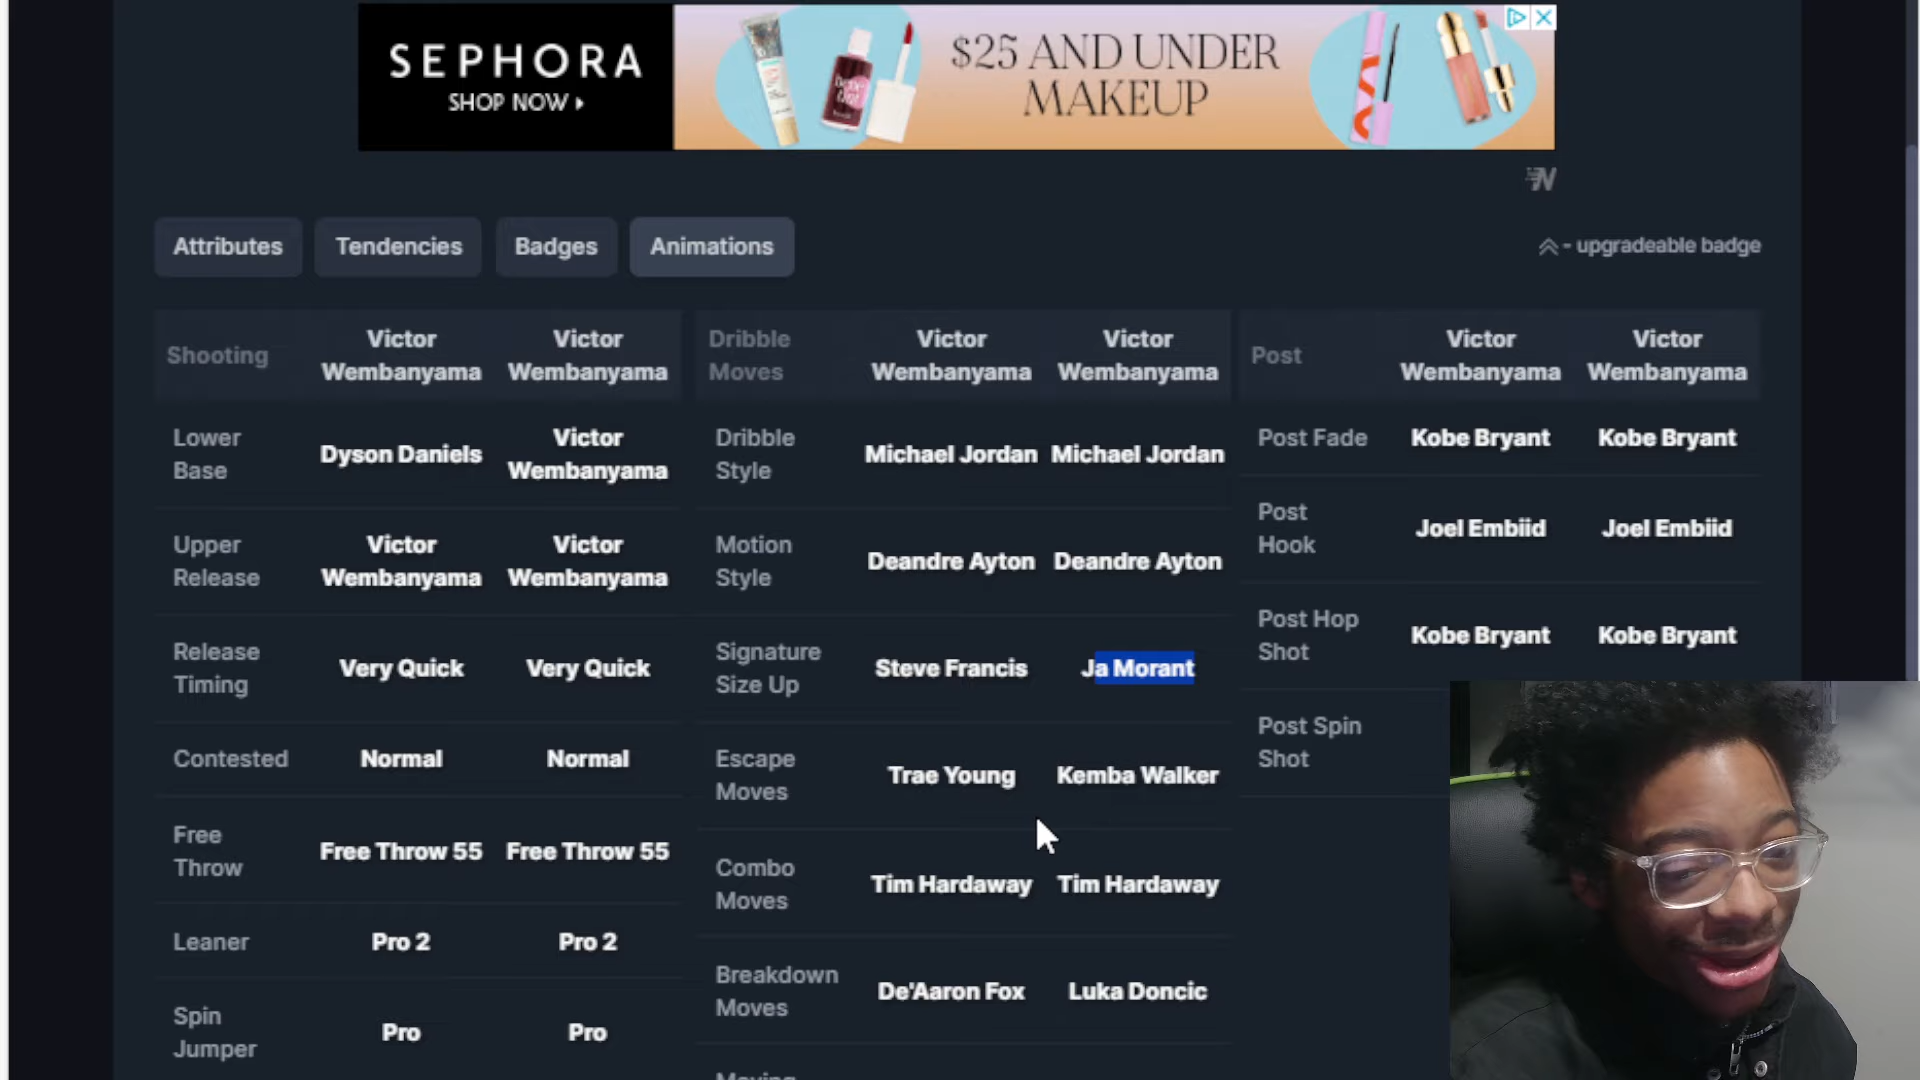 SEPHORA
SHOP NOW
$25 AND UNDER
MAKEUP
Attributes
Tendencies
Badges
Animations
- upgradeable badge
Shooting
Victor
Wembanyama
Victor
Wembanyama
Lower
Base
Dyson Daniels
Victor
Wembanyama
Upper
Release
Victor
Wembanyama
Victor
Wembanyama
Release
Timing
Very Quick
Very Quick
Contested
Normal
Normal
Free
Throw
Free Throw 55
Free Throw 55
Leaner
Pro 2
Pro 2
Spin
Jumper
Pro
Pro
Dribble
Moves
Victor
Wembanyama
Victor
Wembanyama
Dribble
Style
Michael Jordan
Michael Jordan
Motion
Style
Deandre Ayton
Deandre Ayton
Signature
Size Up
Steve Francis
Ja Morant
Escape
Moves
Trae Young
Kemba Walker
Combo
Moves
Tim Hardaway
Tim Hardaway
Breakdown
Moves
De'Aaron Fox
Luka Doncic
Moving
Post
Victor
Wembanyama
Victor
Wembanyama
Post Fade
Kobe Bryant
Kobe Bryant
Post
Hook
Joel Embiid
Joel Embiid
Post Hop
Shot
Kobe Bryant
Kobe Bryant
Post Spin
Shot